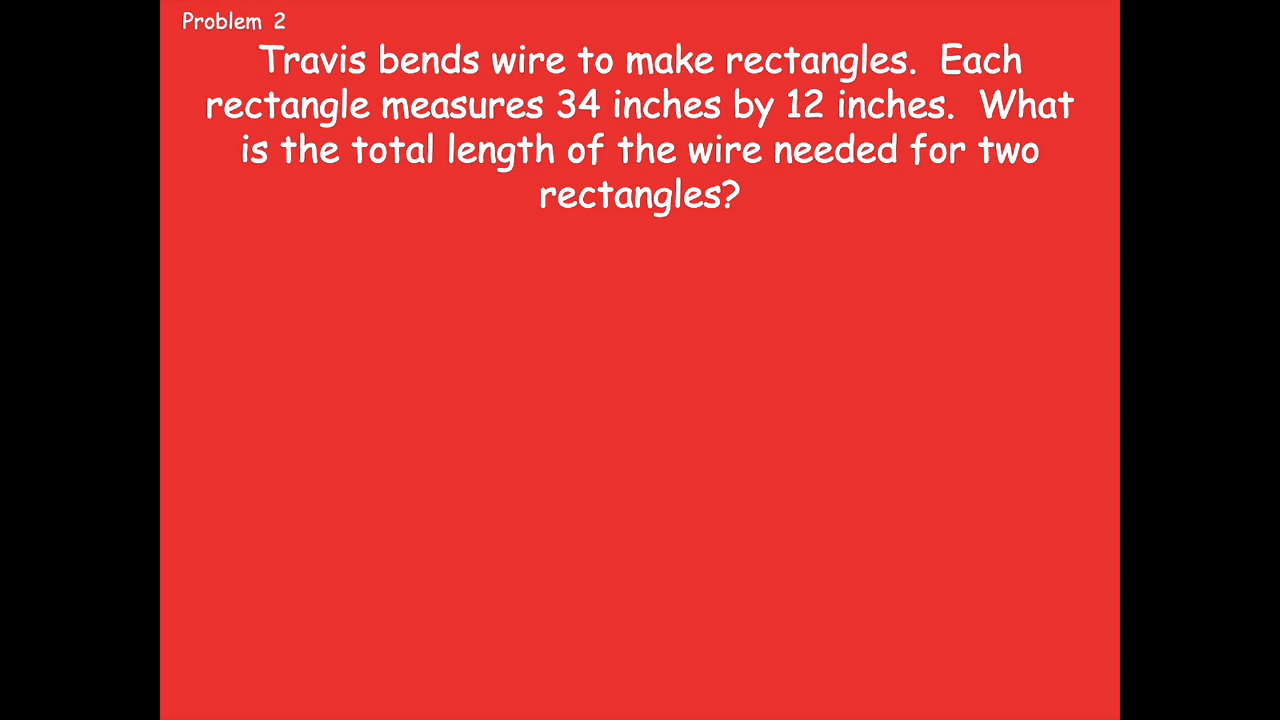 Problem 2
Travis bends wire to make rectangles. Each
rectangle measures 34 inches by 12 inches. What
is the total length of the wire needed for two
rectangles?